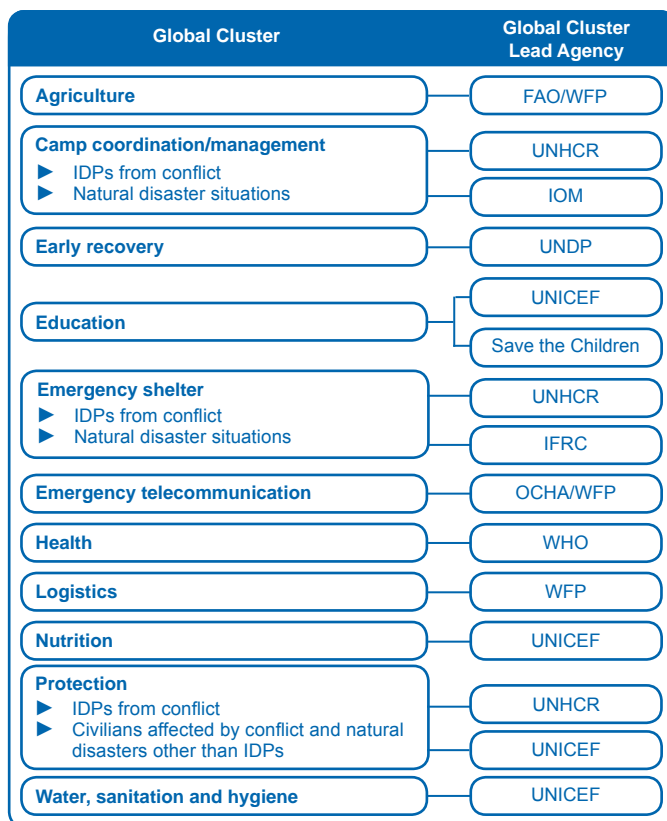 Global Cluster
Global Cluster
Lead Agency
Agriculture
FAO/WFP
Camp coordination/management
► IDPs from conflict
► Natural disaster situations
UNHCR
IOM
Early recovery
UNDP
Education
UNICEF
Save the Children
Emergency shelter
► IDPs from conflict
► Natural disaster situations
UNHCR
IFRC
Emergency telecommunication
OCHA/WFP
Health
WHO
Logistics
WFP
Nutrition
UNICEF
Protection
► IDPs from conflict
► Civilians affected by conflict and natural
disasters other than IDPs
UNHCR
UNICEF
Water, sanitation and hygiene
UNICEF